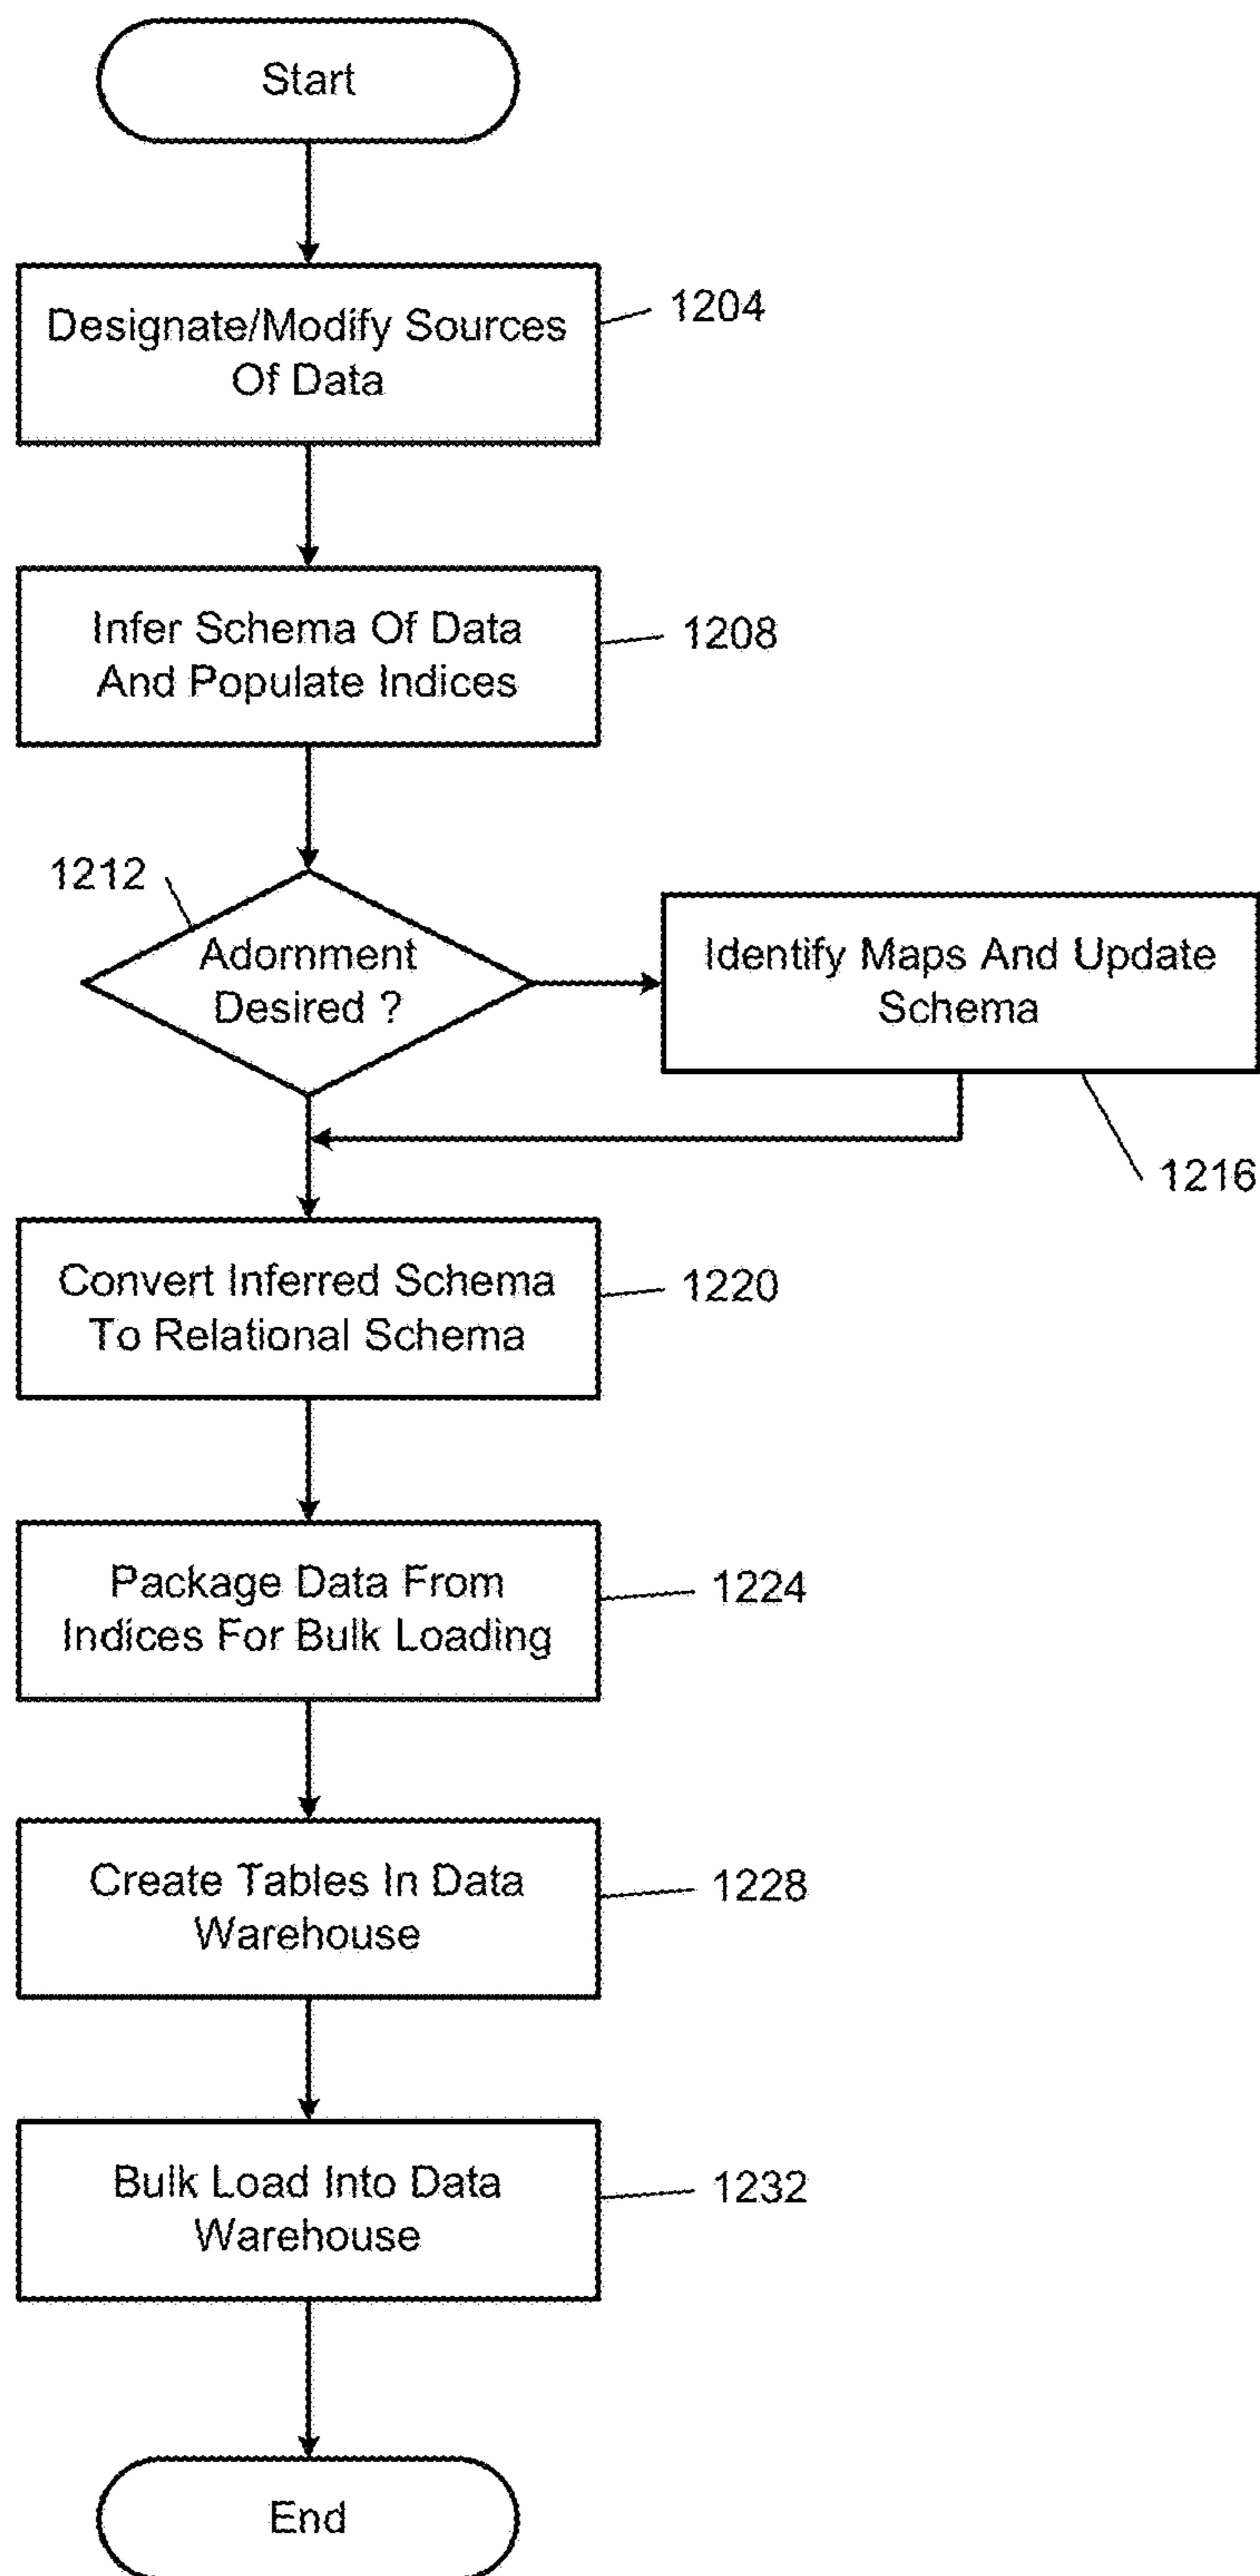 Start
Designate/Modify Sources
Of Data
1204
Infer Schema Of Data
And Populate Indices
1208
1212
Adornment
Desired ?
Identify Maps And Update
Schema
1216
Convert Inferred Schema
To Relational Schema
1220
Package Data From
Indices For Bulk Loading
1224
Create Tables In Data
Warehouse
1228
Bulk Load Into Data
Warehouse
1232
End